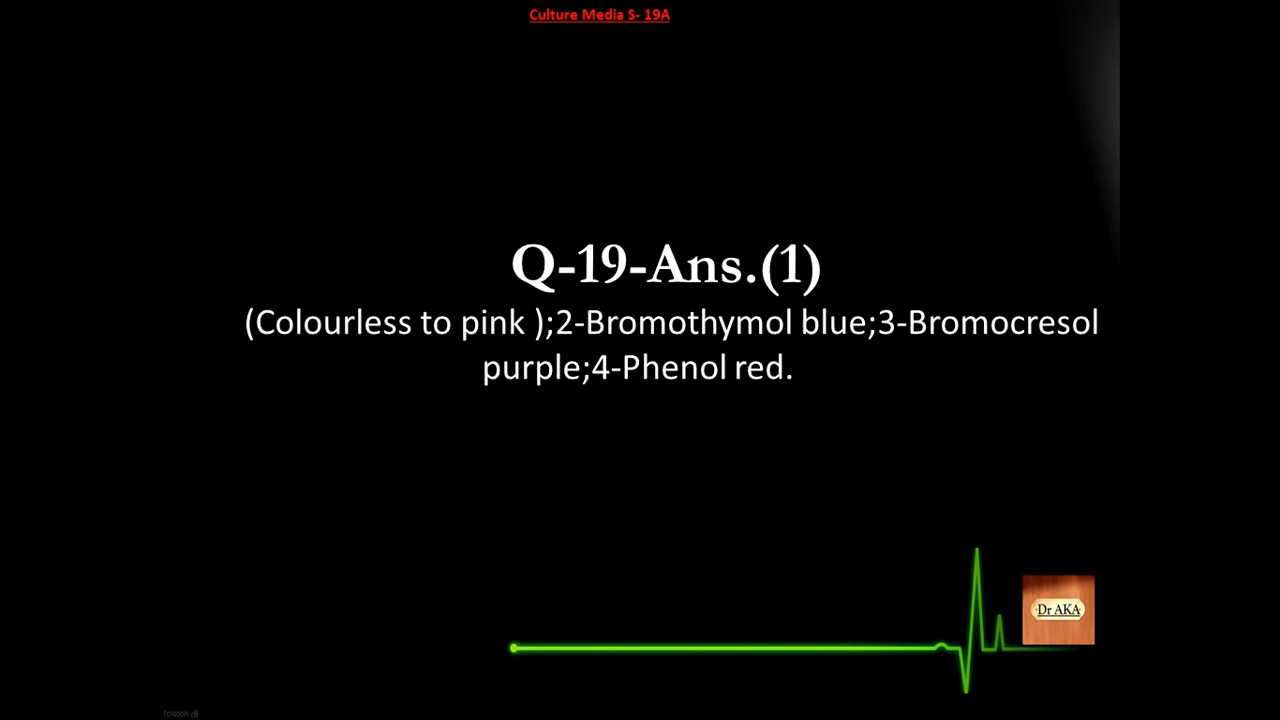 Culture Media S- 19A
Q-19-Ans.(1)
(Colourless to pink );2-Bromothymol blue;3-Bromocresol
purple;4-Phenol red.
Dr AKA